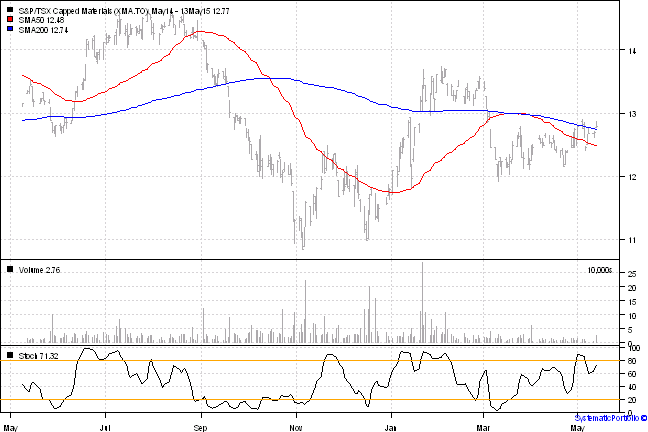 S&P/TSX Capped Materials (XMA.TO), May14 - 13May15 12.77
SMA50 12.48
SMA200 12.74
14
13
12
11
Volume 2.76
10,000s
25
20
15
10
5
0
Stoch 71.32
100
80
60
40
20
0
May Jul Sep Nov Jan Mar May
SystematicPortfolio ©